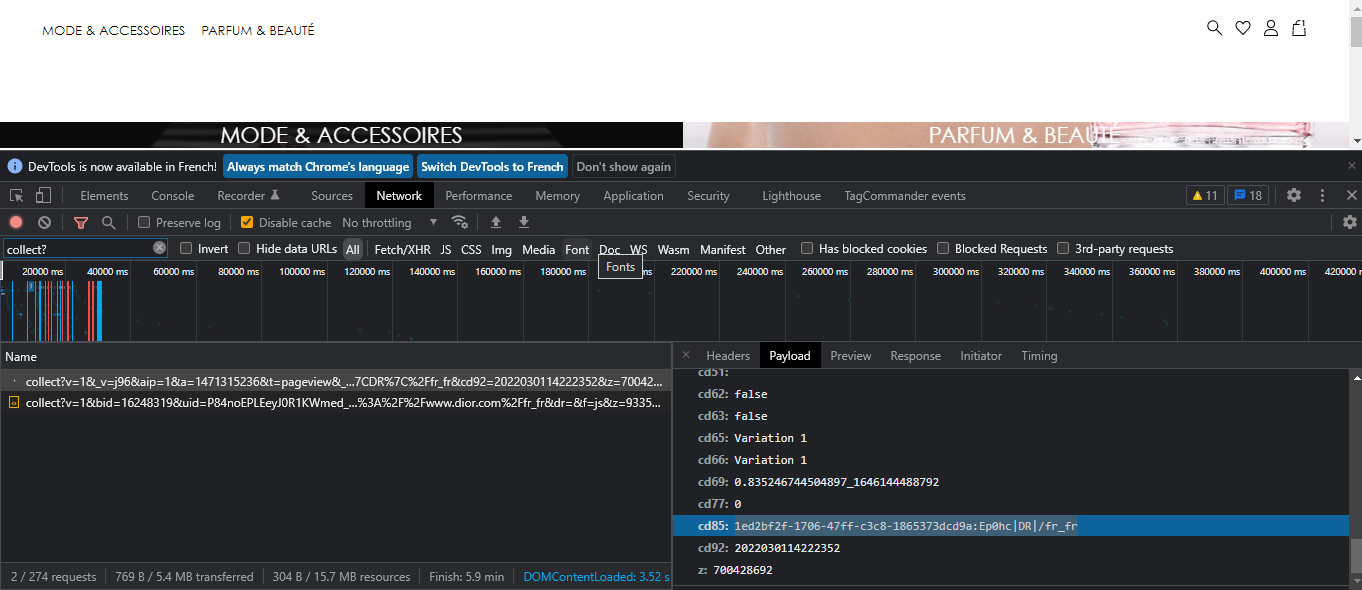 MODE & ACCESSOIRES PARFUM & BEAUTÉ
MODE & ACCESSOIRES PARFUM & BEAUTÉ
DevTools is now available in French! Always match Chrome's language Switch DevTools to French Don't show again
Elements Console Recorder Sources Network Performance Memory Application Security Lighthouse TagCommander events 11 18
Preserve log Disable cache No throttling
collect? Invert Hide data URLs All Fetch/XHR JS CSS Img Media Font Doc WS Wasm Manifest Other Has blocked cookies Blocked Requests 3rd-party requests
Fonts
20000 ms 40000 ms 60000 ms 80000 ms 100000 ms 120000 ms 140000 ms 160000 ms 180000 ms ms 220000 ms 240000 ms 260000 ms 280000 ms 300000 ms 320000 ms 340000 ms 360000 ms 380000 ms 400000 ms 420000 m
Name
collect?v=1&_v=j96&aip=1&a=1471315236&t=pageview&_...7CDR%7C%2Ffr_fr&cd92=2022030114222352&z=70042...
collect?v=1&bid=16248319&uid=P84noEPLEeyJ0R1KWmed_...%3A%2F%2Fwww.dior.com%2Ffr_fr&dr=&f=js&z=9335...
2 / 274 requests 769 B / 5.4 MB transferred 304 B / 15.7 MB resources Finish: 5.9 min DOMContentLoaded: 3.52 s
Headers Payload Preview Response Initiator Timing
cd51:
cd62: false
cd63: false
cd65: Variation 1
cd66: Variation 1
cd69: 0.835246744504897_1646144488792
cd77: 0
cd85: 1ed2bf2f-1706-47ff-c3c8-1865373dcd9a:Ep0hc|DR|/fr_fr
cd92: 2022030114222352
z: 700428692